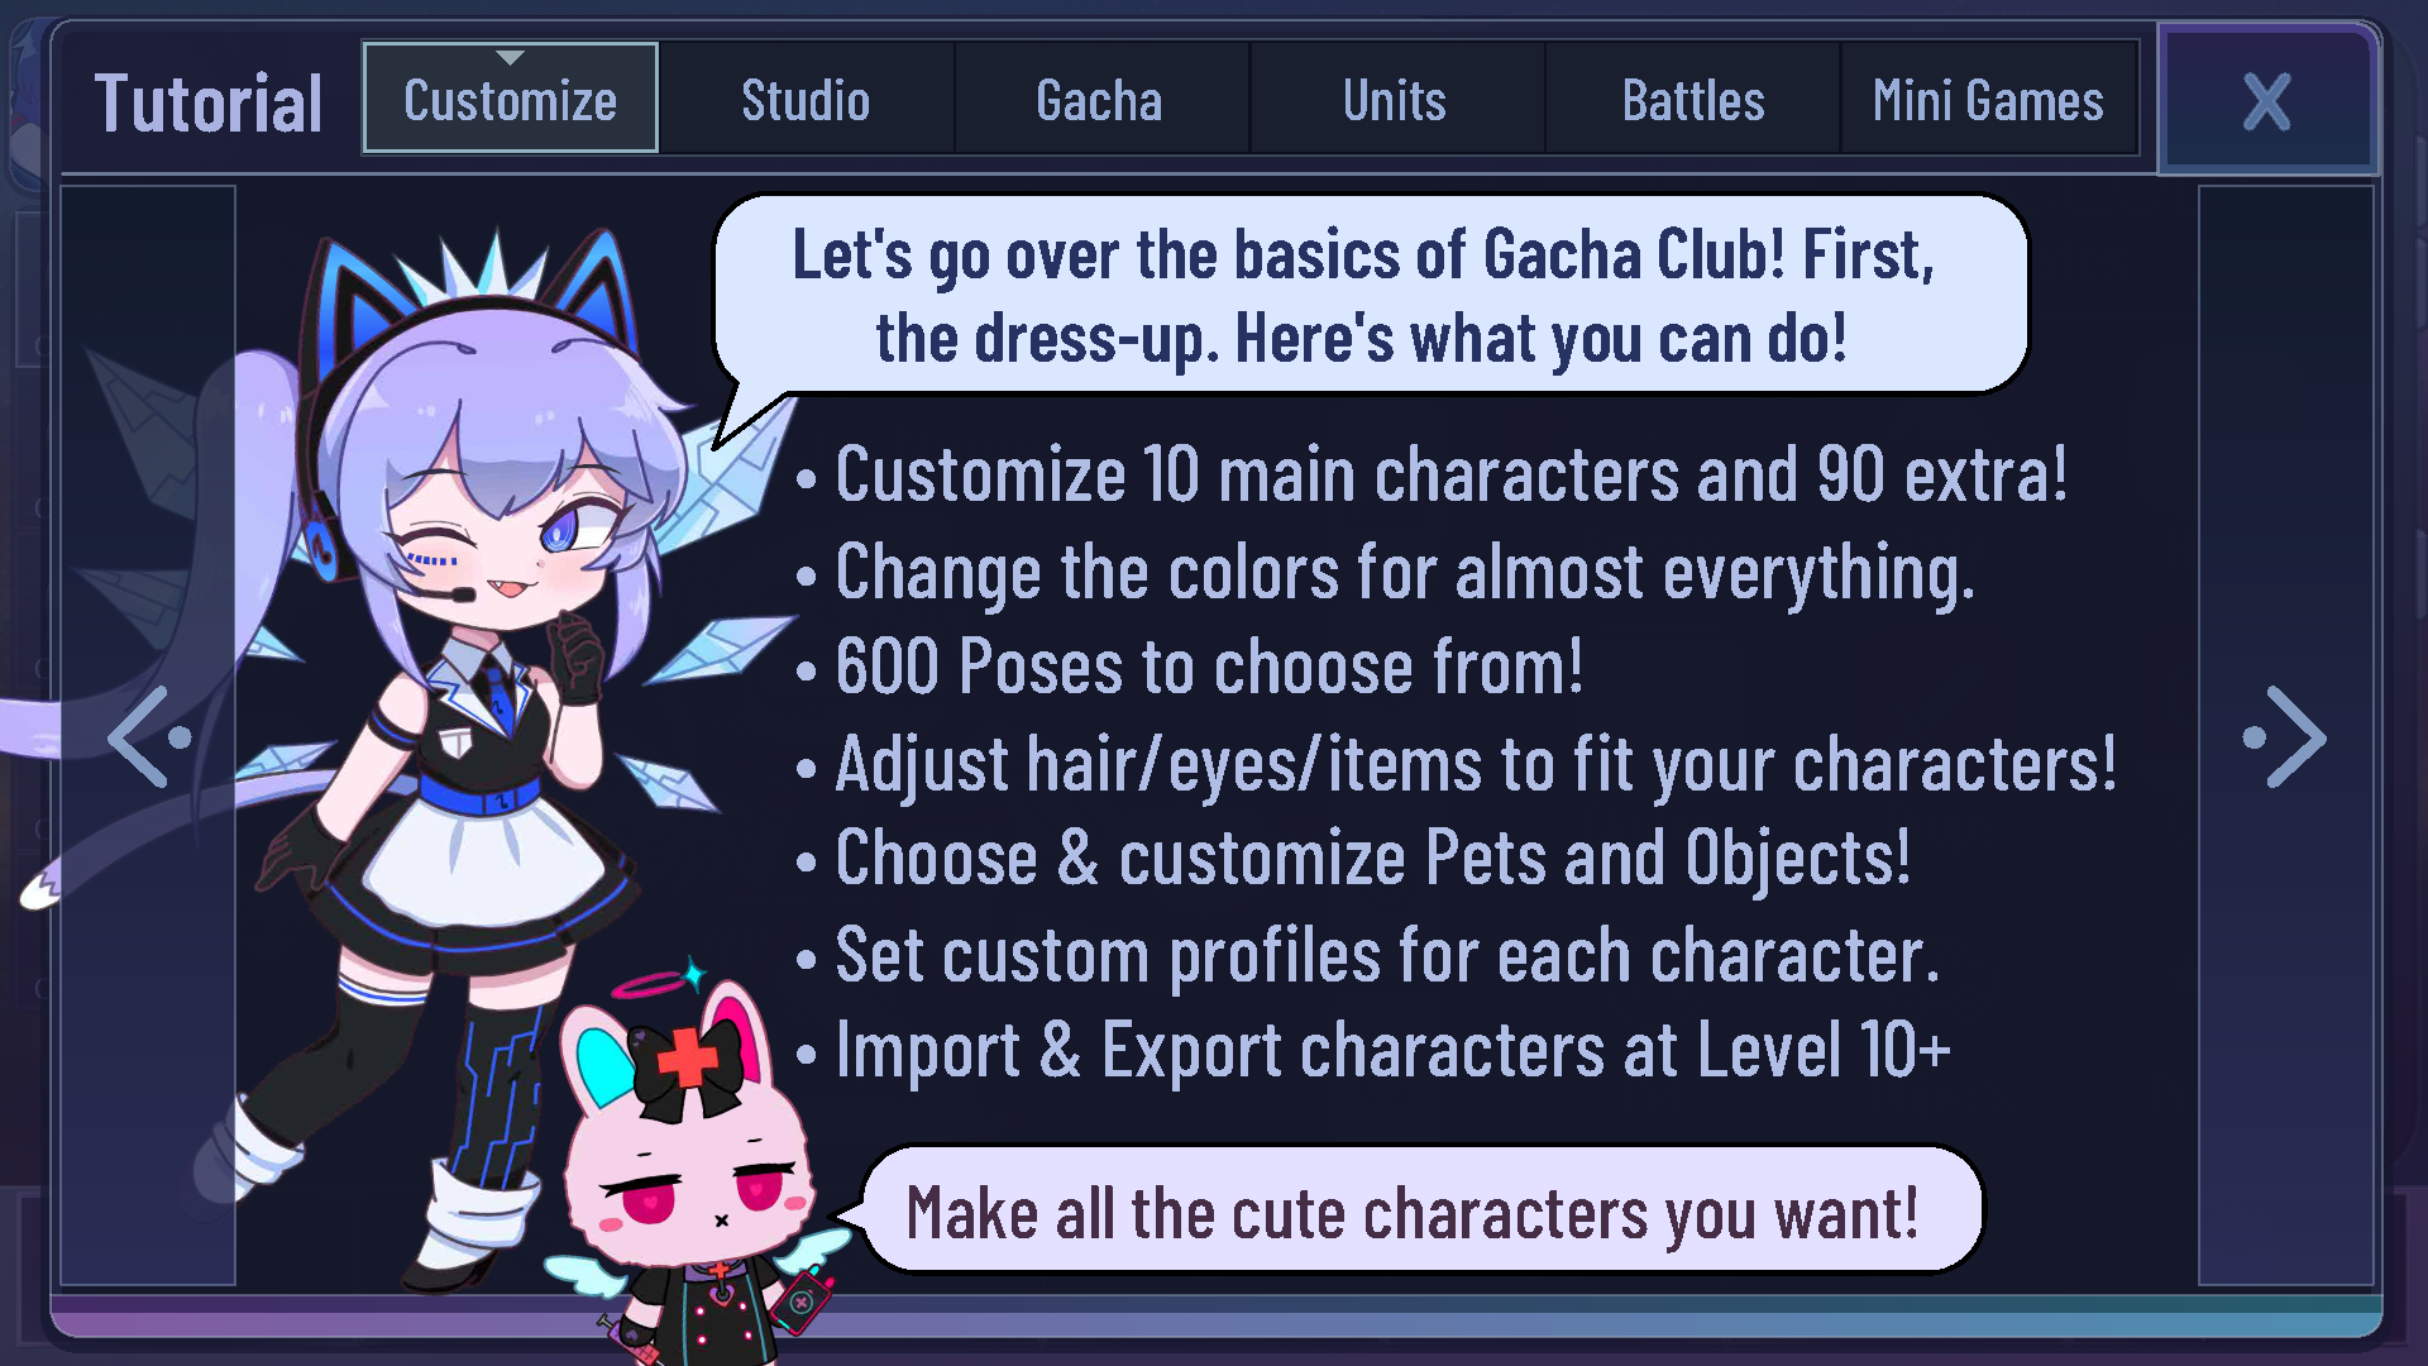 Tutorial
Customize
Studio
Gacha
Units
Battles
Mini Games
X
Let's go over the basics of Gacha Club! First,
the dress-up. Here's what you can do!
• Customize 10 main characters and 90 extra!
• Change the colors for almost everything.
• 600 Poses to choose from!
• Adjust hair/eyes/items to fit your characters!
• Choose & customize Pets and Objects!
• Set custom profiles for each character.
• Import & Export characters at Level 10+
Make all the cute characters you want!